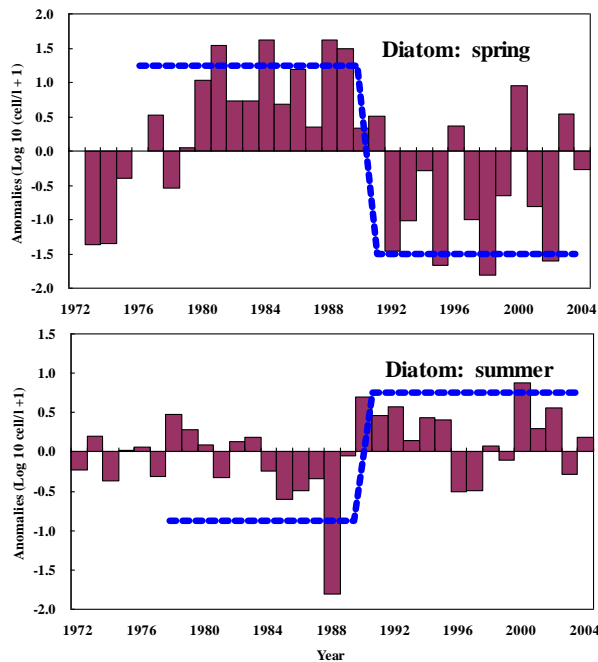 Diatom: spring
Anomalies (Log 10 (cell/l + 1)
2.0
1.5
1.0
0.5
0.0
-0.5
-1.0
-1.5
-2.0
1972 1976 1980 1984 1988 1992 1996 2000 2004
Diatom: summer
Anomalies (Log 10 cell/l +1)
1.5
1.0
0.5
0.0
-0.5
-1.0
-1.5
-2.0
1972 1976 1980 1984 1988 1992 1996 2000 2004
Year